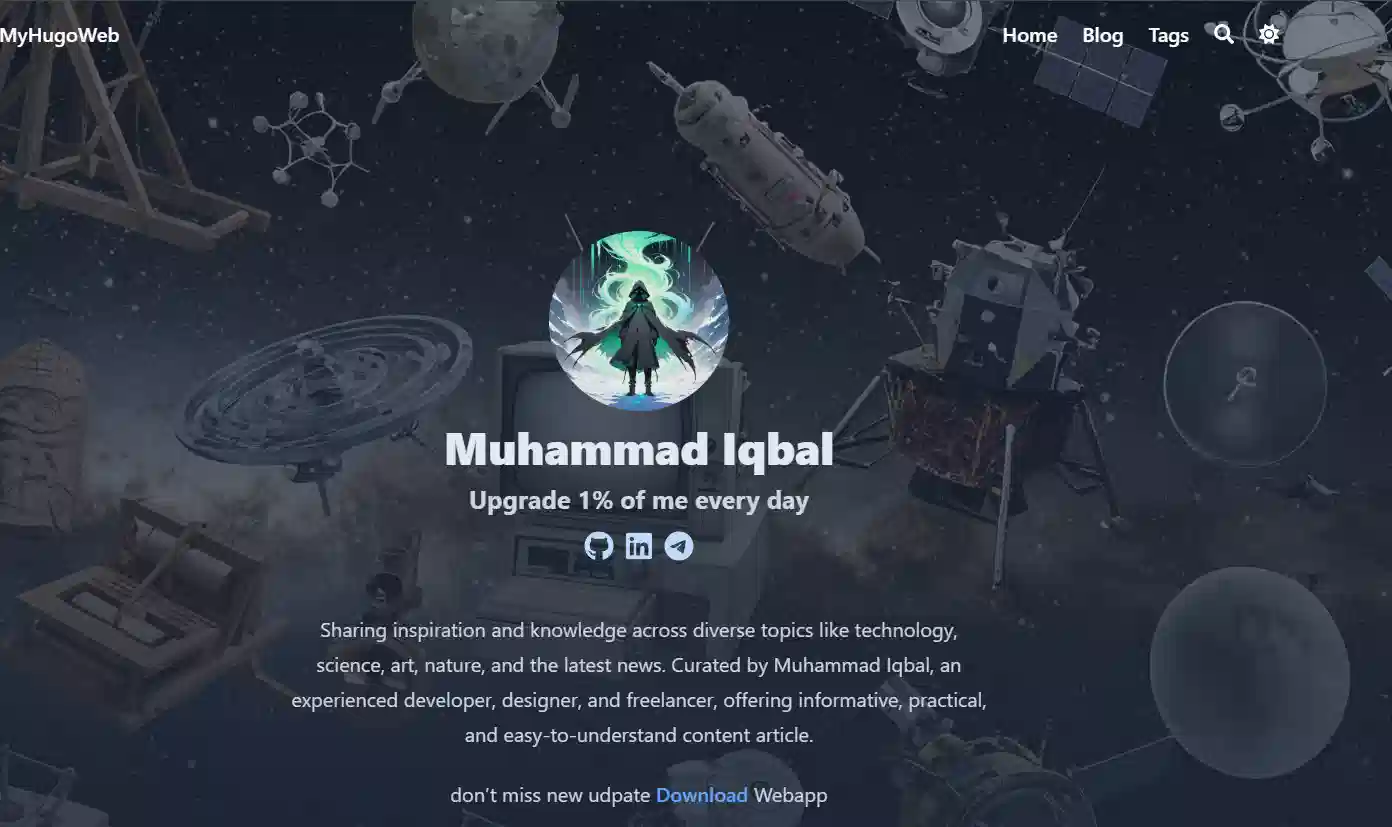 MyHugoWeb
Home Blog Tags
Muhammad Iqbal
Upgrade 1% of me every day
Sharing inspiration and knowledge across diverse topics like technology,
science, art, nature, and the latest news. Curated by Muhammad Iqbal, an
experienced developer, designer, and freelancer, offering informative, practical,
and easy-to-understand content article.
don't miss new udpate Download Webapp